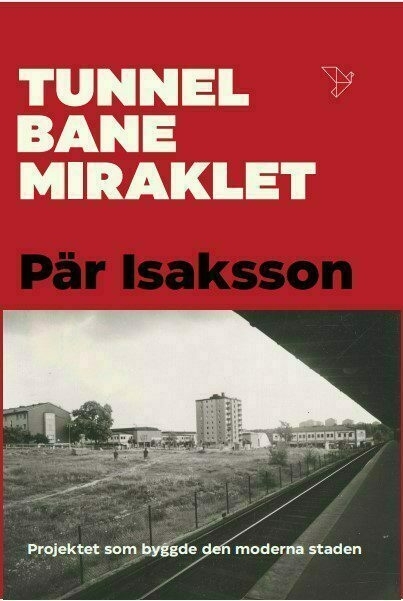 TUNNEL
BANE
MIRAKLET
Pär Isaksson
Projektet som byggde den moderna staden